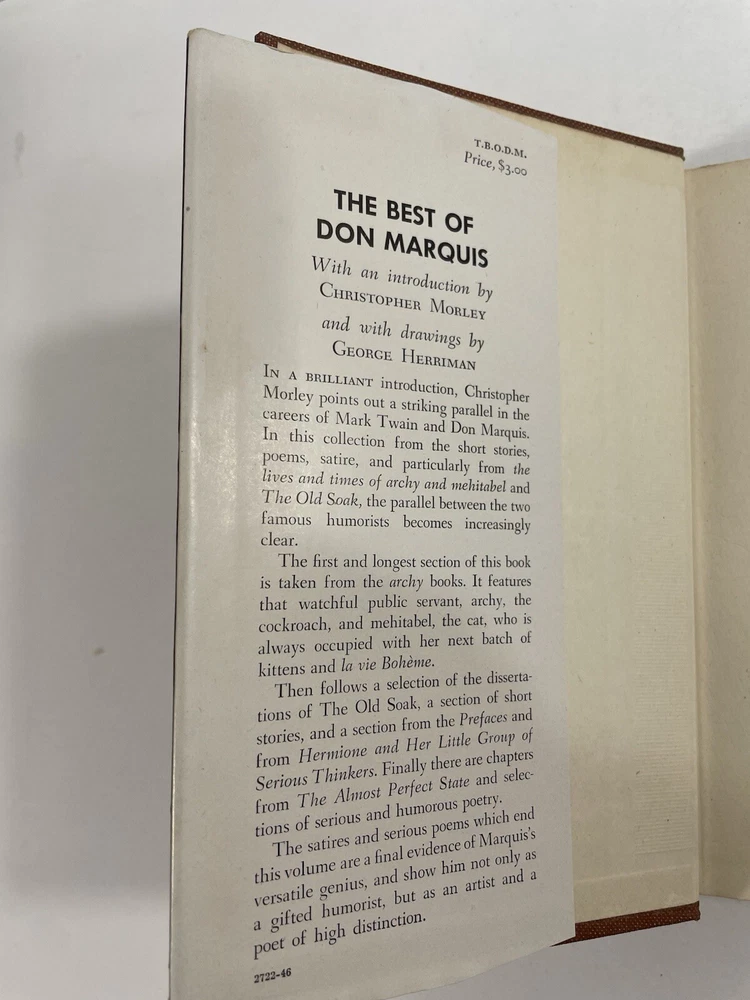 T.B.O.D.M.
Price, $3.00
THE BEST OF
DON MARQUIS
With an introduction by
CHRISTOPHER MORLEY
and with drawings by
GEORGE HERRIMAN
IN A BRILLIANT introduction, Christopher
Morley points out a striking parallel in the
careers of Mark Twain and Don Marquis.
In this collection from the short stories,
poems, satire, and particularly from the
lives and times of archy and mehitabel and
The Old Soak, the parallel between the two
famous humorists becomes increasingly
clear.
The first and longest section of this book
is taken from the archy books. It features
that watchful public servant, archy, the
cockroach, and mehitabel, the cat, who is
always occupied with her next batch of
kittens and la vie Bohème.
Then follows a selection of the disserta-
tions of The Old Soak, a section of short
stories, and a section from the Prefaces and
from Hermione and Her Little Group of
Serious Thinkers. Finally there are chapters
from The Almost Perfect State and selec-
tions of serious and humorous poetry.
The satires and serious poems which end
this volume are a final evidence of Marquis's
versatile genius, and show him not only as
a gifted humorist, but as an artist and a
poet of high distinction.
2722-46